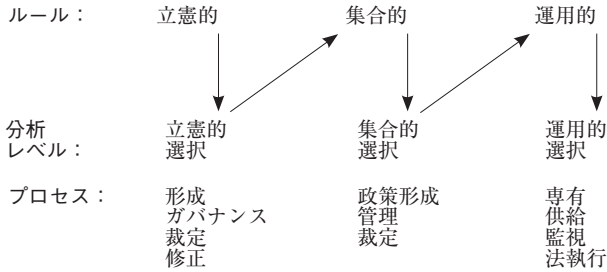 ルール： 立憲的 集合的 運用的
分析 立憲的 集合的 運用的
レベル： 選択 選択 選択
プロセス： 形成 政策形成 専有
ガバナンス 管理 供給
裁定 裁定 監視
修正 法執行